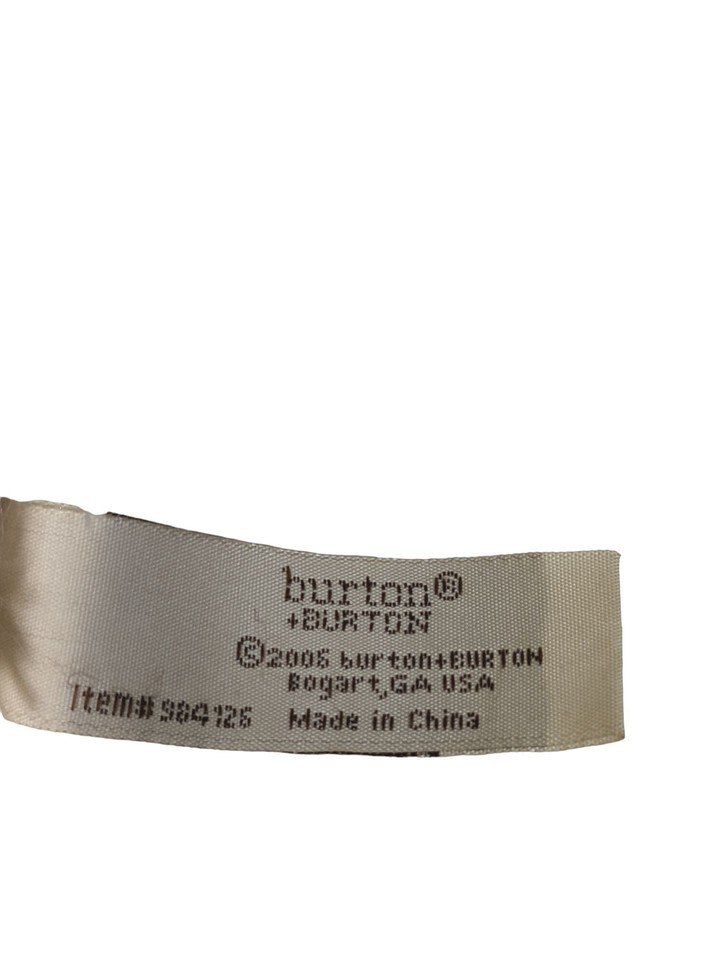 burton®
+BURTON
©2005 burton+BURTON
Bogart, GA USA
Item# 984126 Made in China